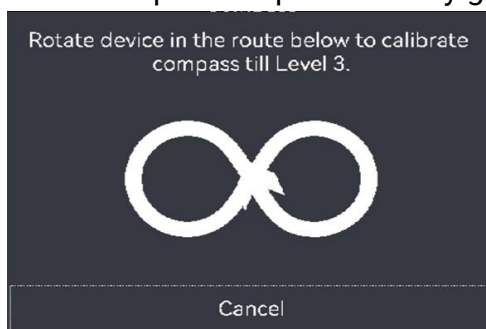 Rotate device in the route below to calibrate
compass till Level 3.
Cancel